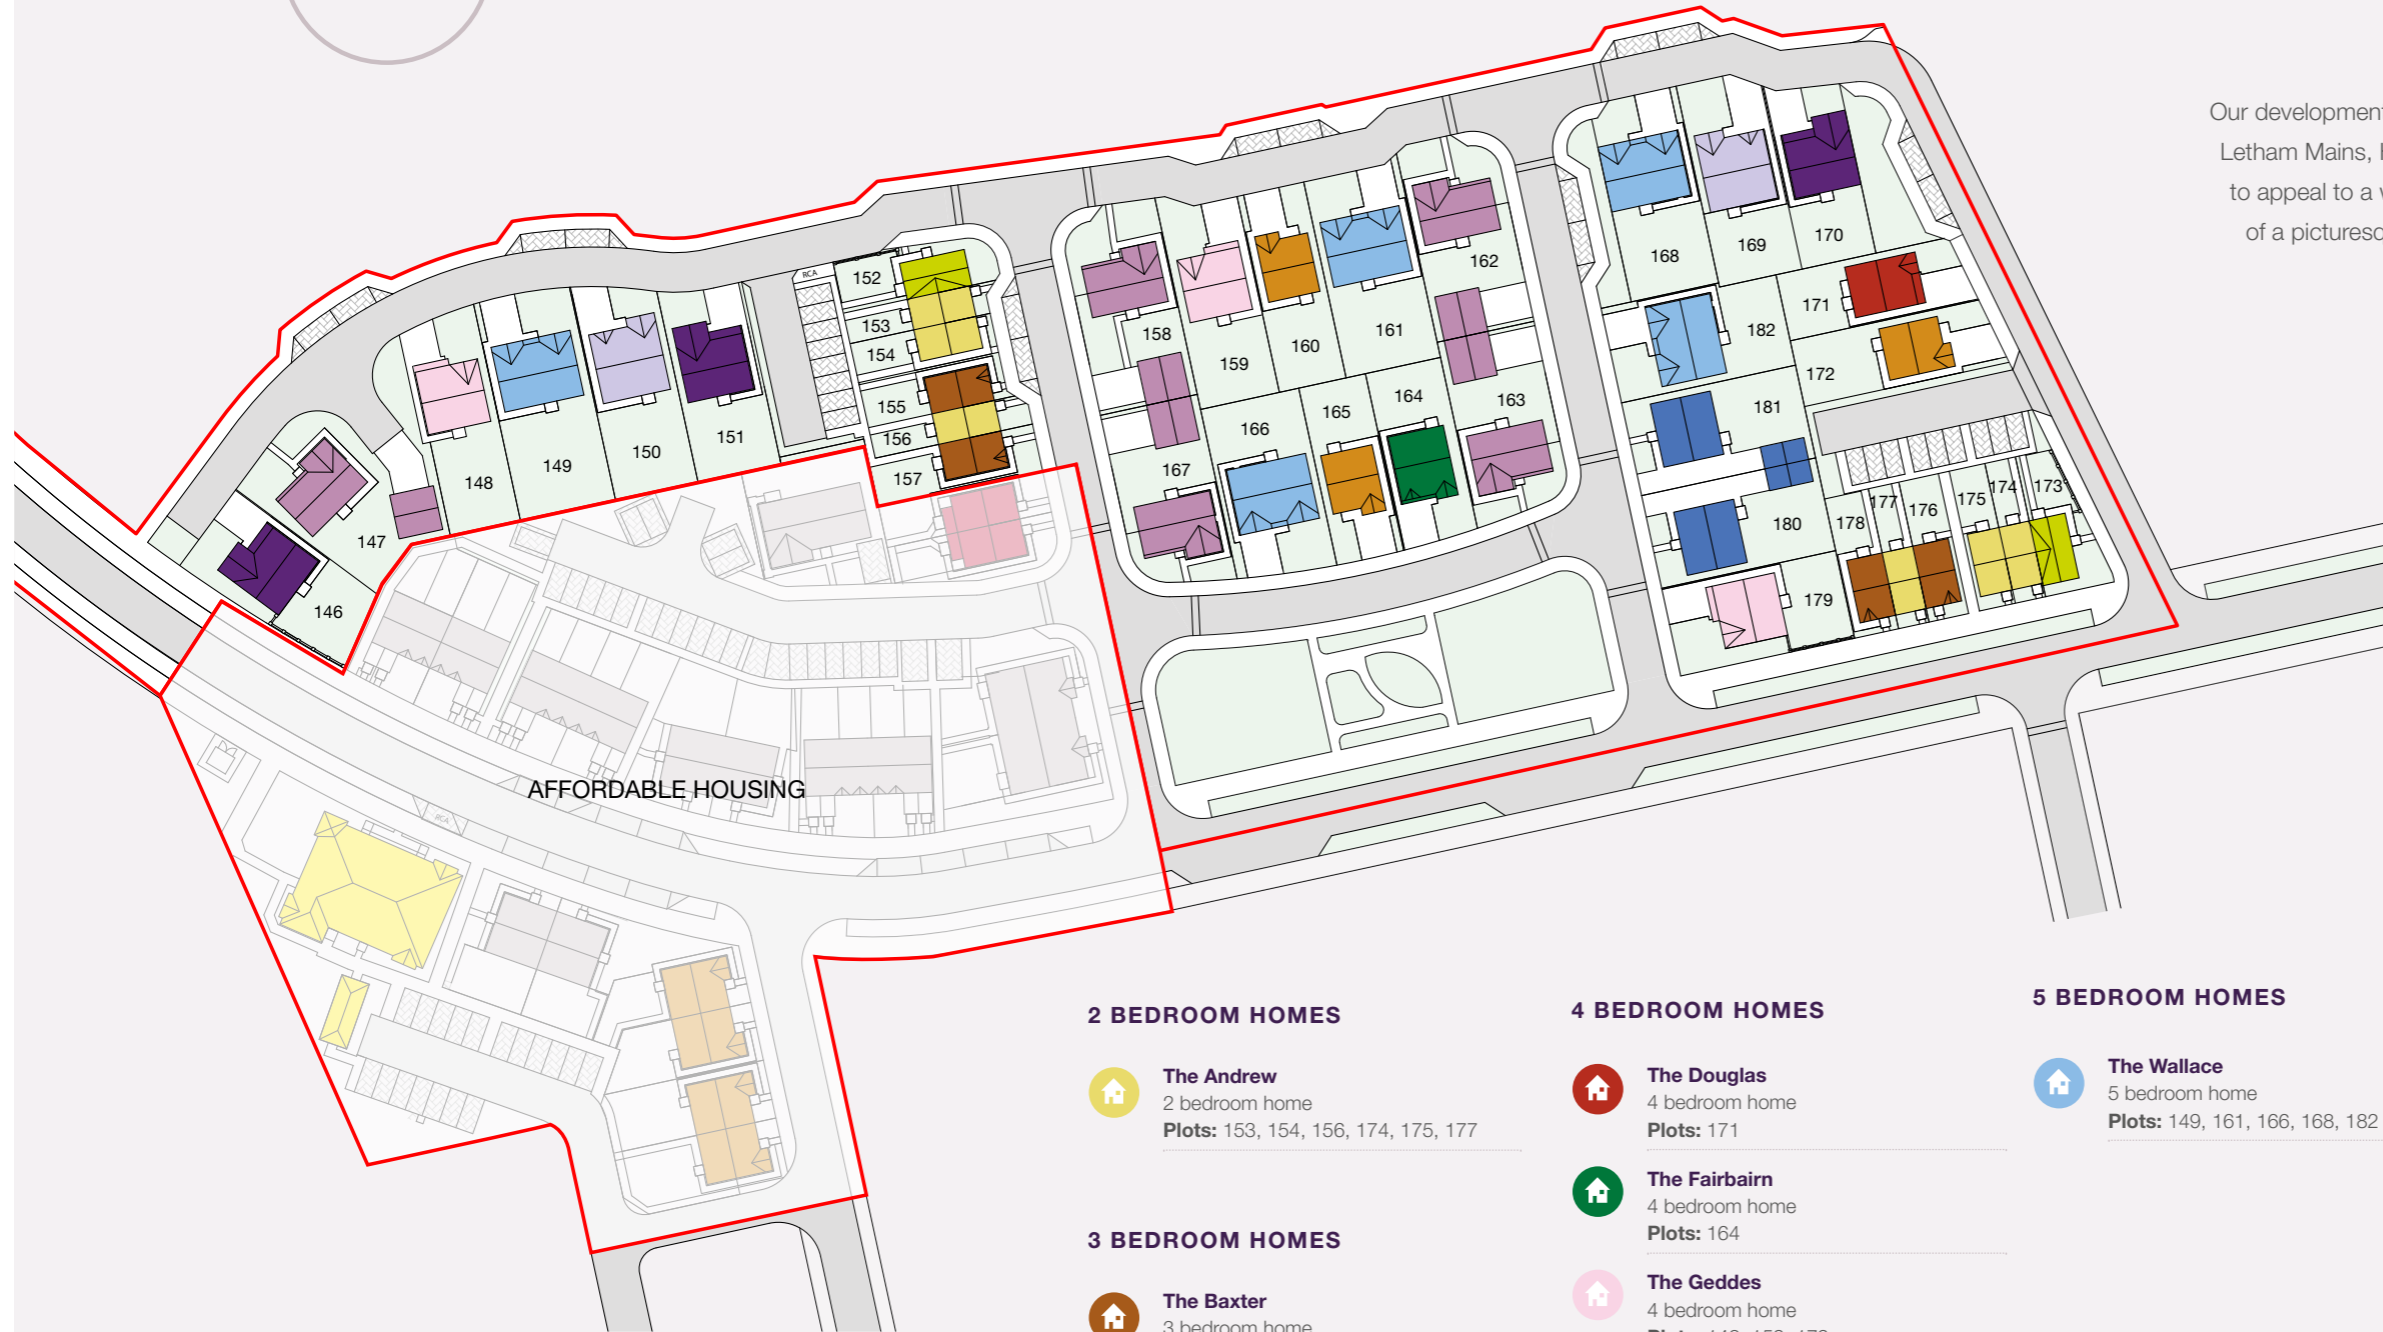 Our development
Letham Mains,
to appeal to a
of a
RCA
152
153
154
155
156
157
146
147
148
149
150
151
158
159
160
161
162
163
164
165
166
167
168
169
170
171
172
182
181
180
179
178
177
176
175
174
173
AFFORDABLE HOUSING
RCA
2 BEDROOM HOMES
The Andrew
2 bedroom home
Plots: 153, 154, 156, 174, 175, 177
3 BEDROOM HOMES
The Baxter
3 bedroom home
4 BEDROOM HOMES
The Douglas
4 bedroom home
Plots: 171
The Fairbairn
4 bedroom home
Plots: 164
The Geddes
4 bedroom home
5 BEDROOM HOMES
The Wallace
5 bedroom home
Plots: 149, 161, 166, 168, 182